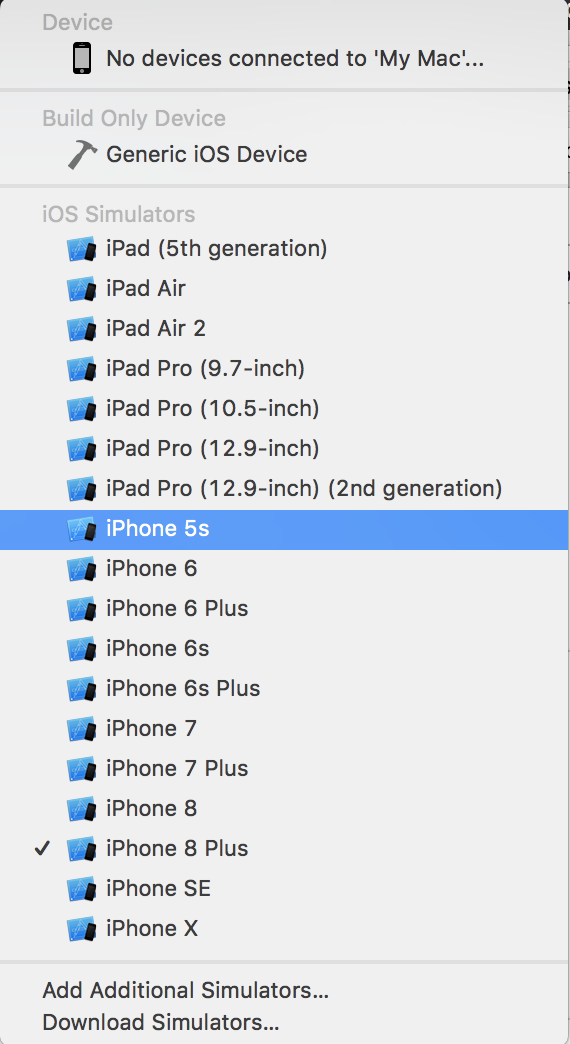 Device
No devices connected to 'My Mac'...
Build Only Device
Generic iOS Device
iOS Simulators
iPad (5th generation)
iPad Air
iPad Air 2
iPad Pro (9.7-inch)
iPad Pro (10.5-inch)
iPad Pro (12.9-inch)
iPad Pro (12.9-inch) (2nd generation)
iPhone 5s
iPhone 6
iPhone 6 Plus
iPhone 6s
iPhone 6s Plus
iPhone 7
iPhone 7 Plus
iPhone 8
iPhone 8 Plus
iPhone SE
iPhone X
Add Additional Simulators...
Download Simulators...